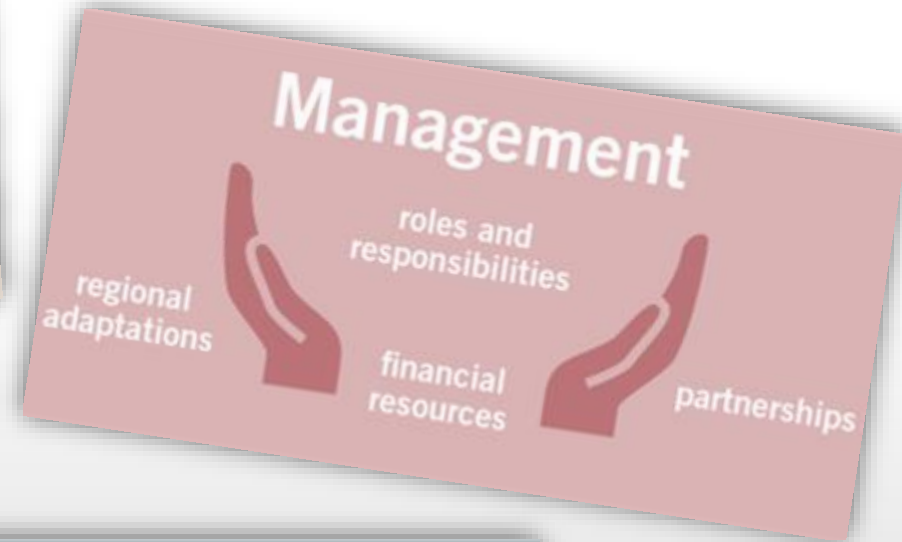 Management
roles and
responsibilities
regional
adaptations
financial
resources
partnerships